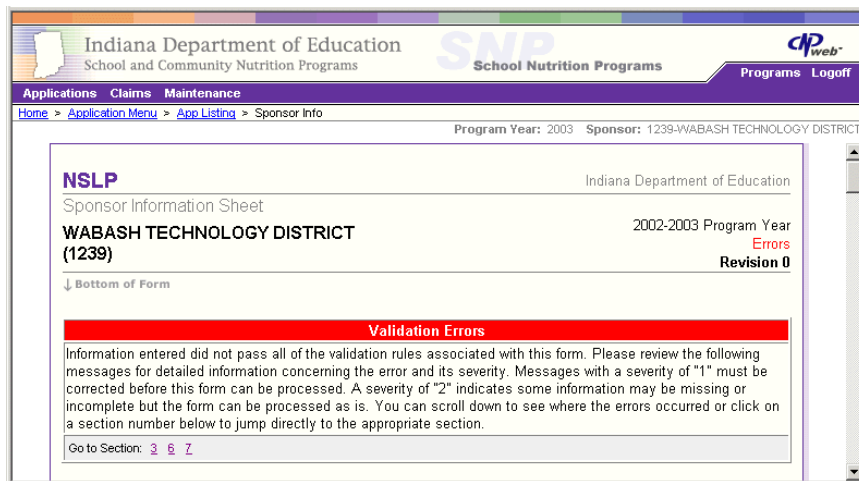 Indiana Department of Education
School and Community Nutrition Programs
SNP
School Nutrition Programs
CNPweb
Programs Logoff
Applications Claims Maintenance
Home > Application Menu > App Listing > Sponsor Info
Program Year: 2003 Sponsor: 1239-WABASH TECHNOLOGY DISTRICT
NSLP
Indiana Department of Education
Sponsor Information Sheet
WABASH TECHNOLOGY DISTRICT
(1239)
2002-2003 Program Year
Errors
Revision 0
↓ Bottom of Form
Validation Errors
Information entered did not pass all of the validation rules associated with this form. Please review the following
messages for detailed information concerning the error and its severity. Messages with a severity of "1" must be
corrected before this form can be processed. A severity of "2" indicates some information may be missing or
incomplete but the form can be processed as is. You can scroll down to see where the errors occurred or click on
a section number below to jump directly to the appropriate section.
Go to Section: 3 6 7